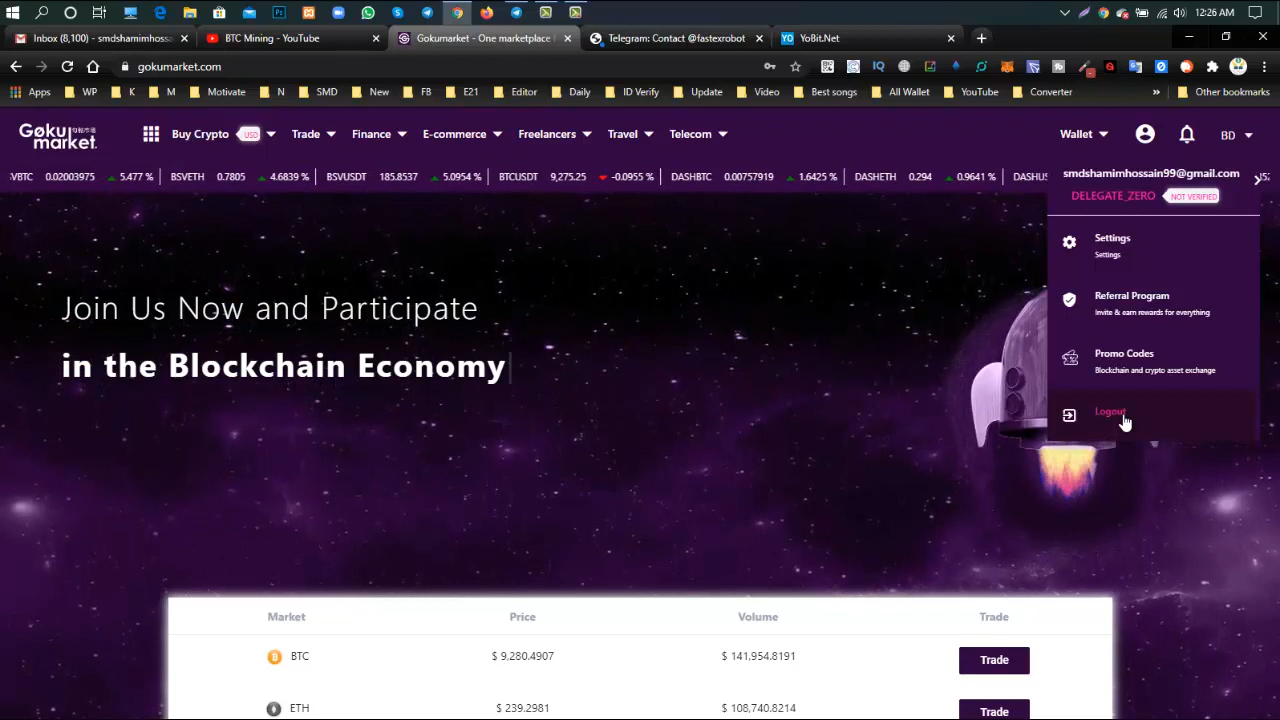 12:26 AM
Inbox (8,100) - smdshamimhoss
BTC Mining - YouTube
Gokumarket - One marketplace
Telegram: Contact @fastexrobot
YoBit.Net
gokumarket.com
Apps
WP
K
M
Motivate
N
SMD
New
FB
E21
Editor
Daily
ID Verify
Update
Video
Best songs
All Wallet
YouTube
Converter
Other bookmarks
Goku market.
Buy Crypto USD
Trade
Finance
E-commerce
Freelancers
Travel
Telecom
Wallet
BD
VBTC 0.02003975 5.477 % BSVETH 0.7805 4.6839 % BSVUSDT 185.8537 5.0954 % BTCUSDT 9,275.25 -0.0955 % DASHBTC 0.00757919 1.6425 % DASHETH 0.294 0.9641 % DASHUS
smdshamimhossain99@gmail.com
DELEGATE_ZERO NOT VERIFIED
Settings
Settings
Referral Program
Invite & earn rewards for everything
Promo Codes
Blockchain and crypto asset exchange
Logout
Join Us Now and Participate
in the Blockchain Economy
Market Price Volume Trade
BTC $ 9,280.4907 $ 141,954.8191 Trade
ETH $ 239.2981 $ 108,740.8214 Trade